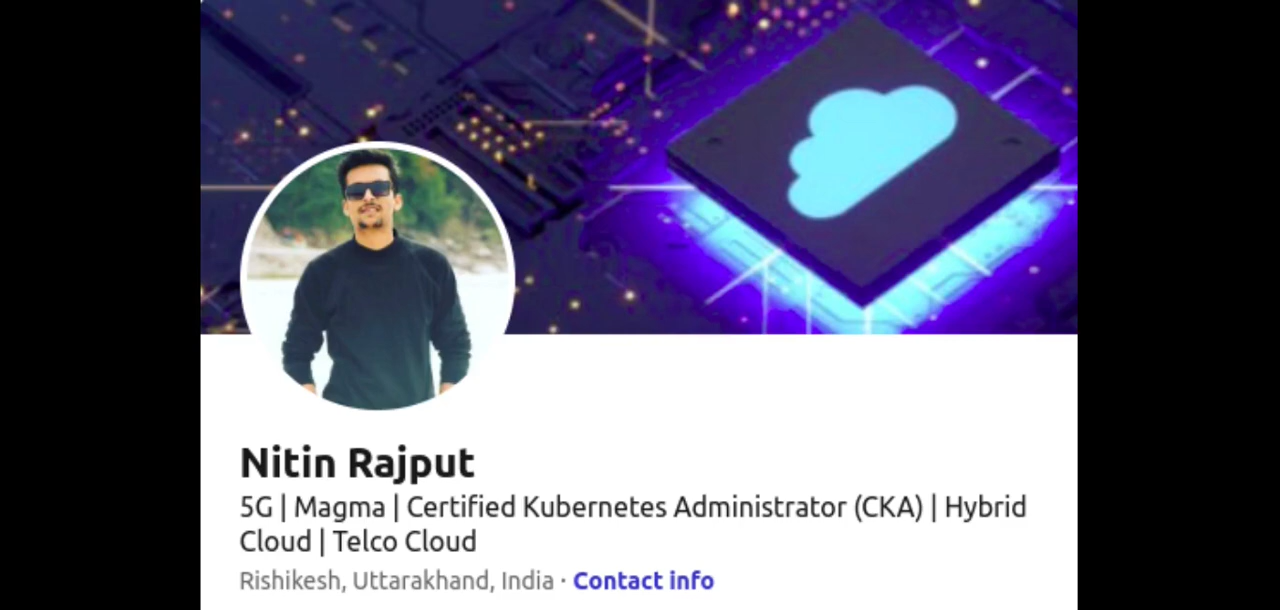 Nitin Rajput
5G | Magma | Certified Kubernetes Administrator (CKA) | Hybrid
Cloud | Telco Cloud
Rishikesh, Uttarakhand, India · Contact info